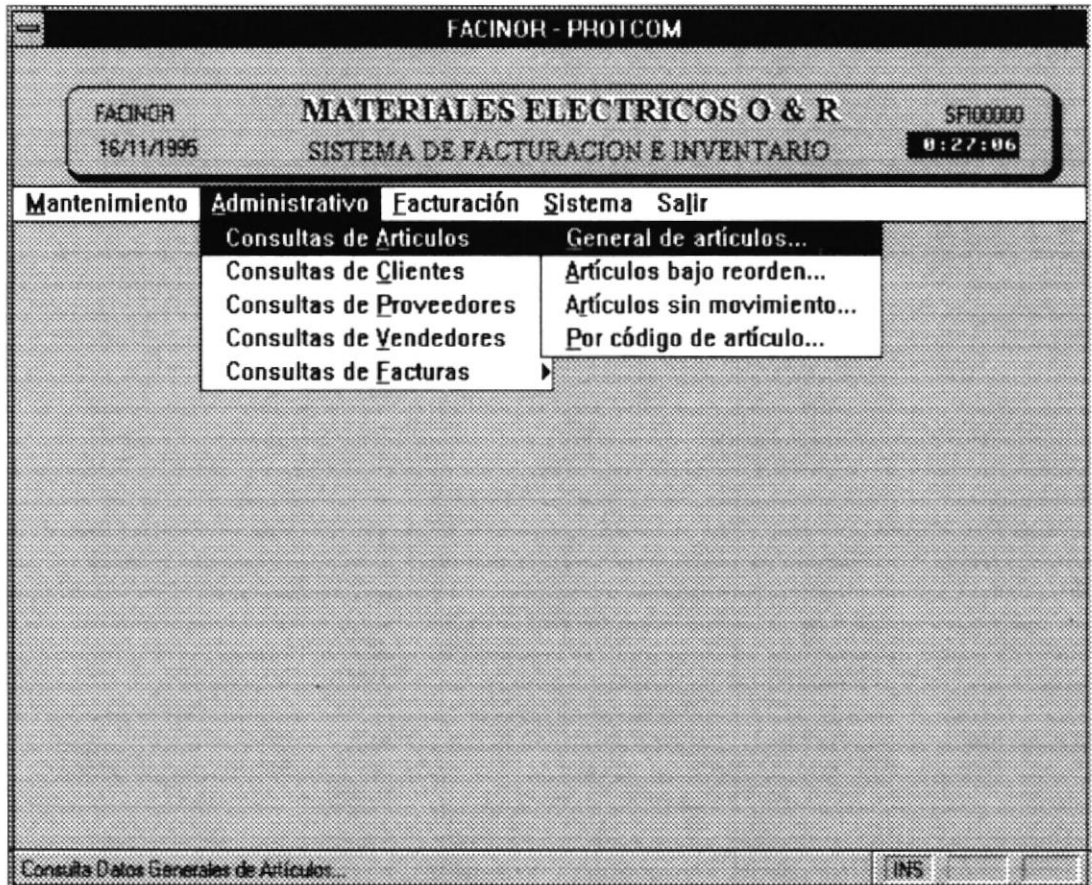 FACINOR - PROTCOM
FACINOR MATERIALES ELECTRICOS O & R SFI00000
16/11/1995 SISTEMA DE FACTURACION E INVENTARIO 0:27:06
Mantenimiento Administrativo Facturación Sistema Salir
Consultas de Articulos General de artículos...
Consultas de Clientes Artículos bajo reorden...
Consultas de Proveedores Artículos sin movimiento...
Consultas de Vendedores Por código de artículo...
Consultas de Facturas
Consulta Datos Generales de Artículos... INS